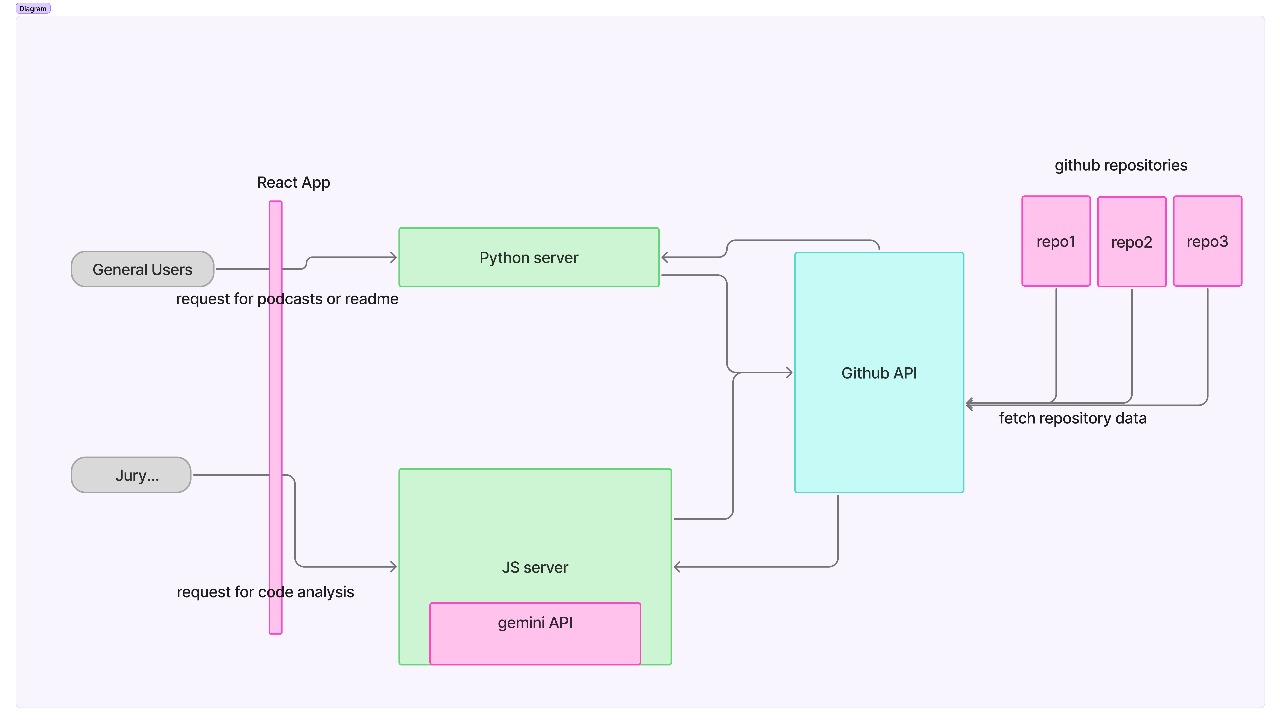 Diagram
github repositories
React App
repo1
repo2
repo3
Python server
General Users
request for podcasts or readme
Github API
fetch repository data
Jury...
JS server
request for code analysis
gemini API